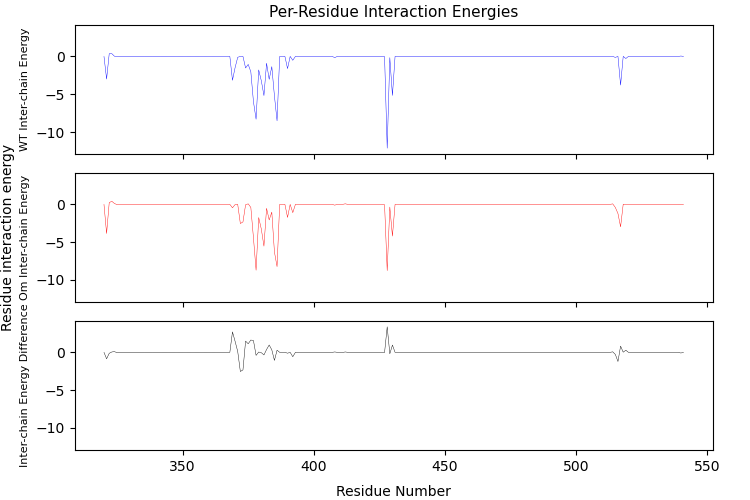 Per-Residue Interaction Energies
Residue interaction energy
WT Inter-chain Energy
0
−5
−10
Om Inter-chain Energy
0
−5
−10
Inter-chain Energy Difference
0
−5
−10
350
400
450
500
550
Residue Number